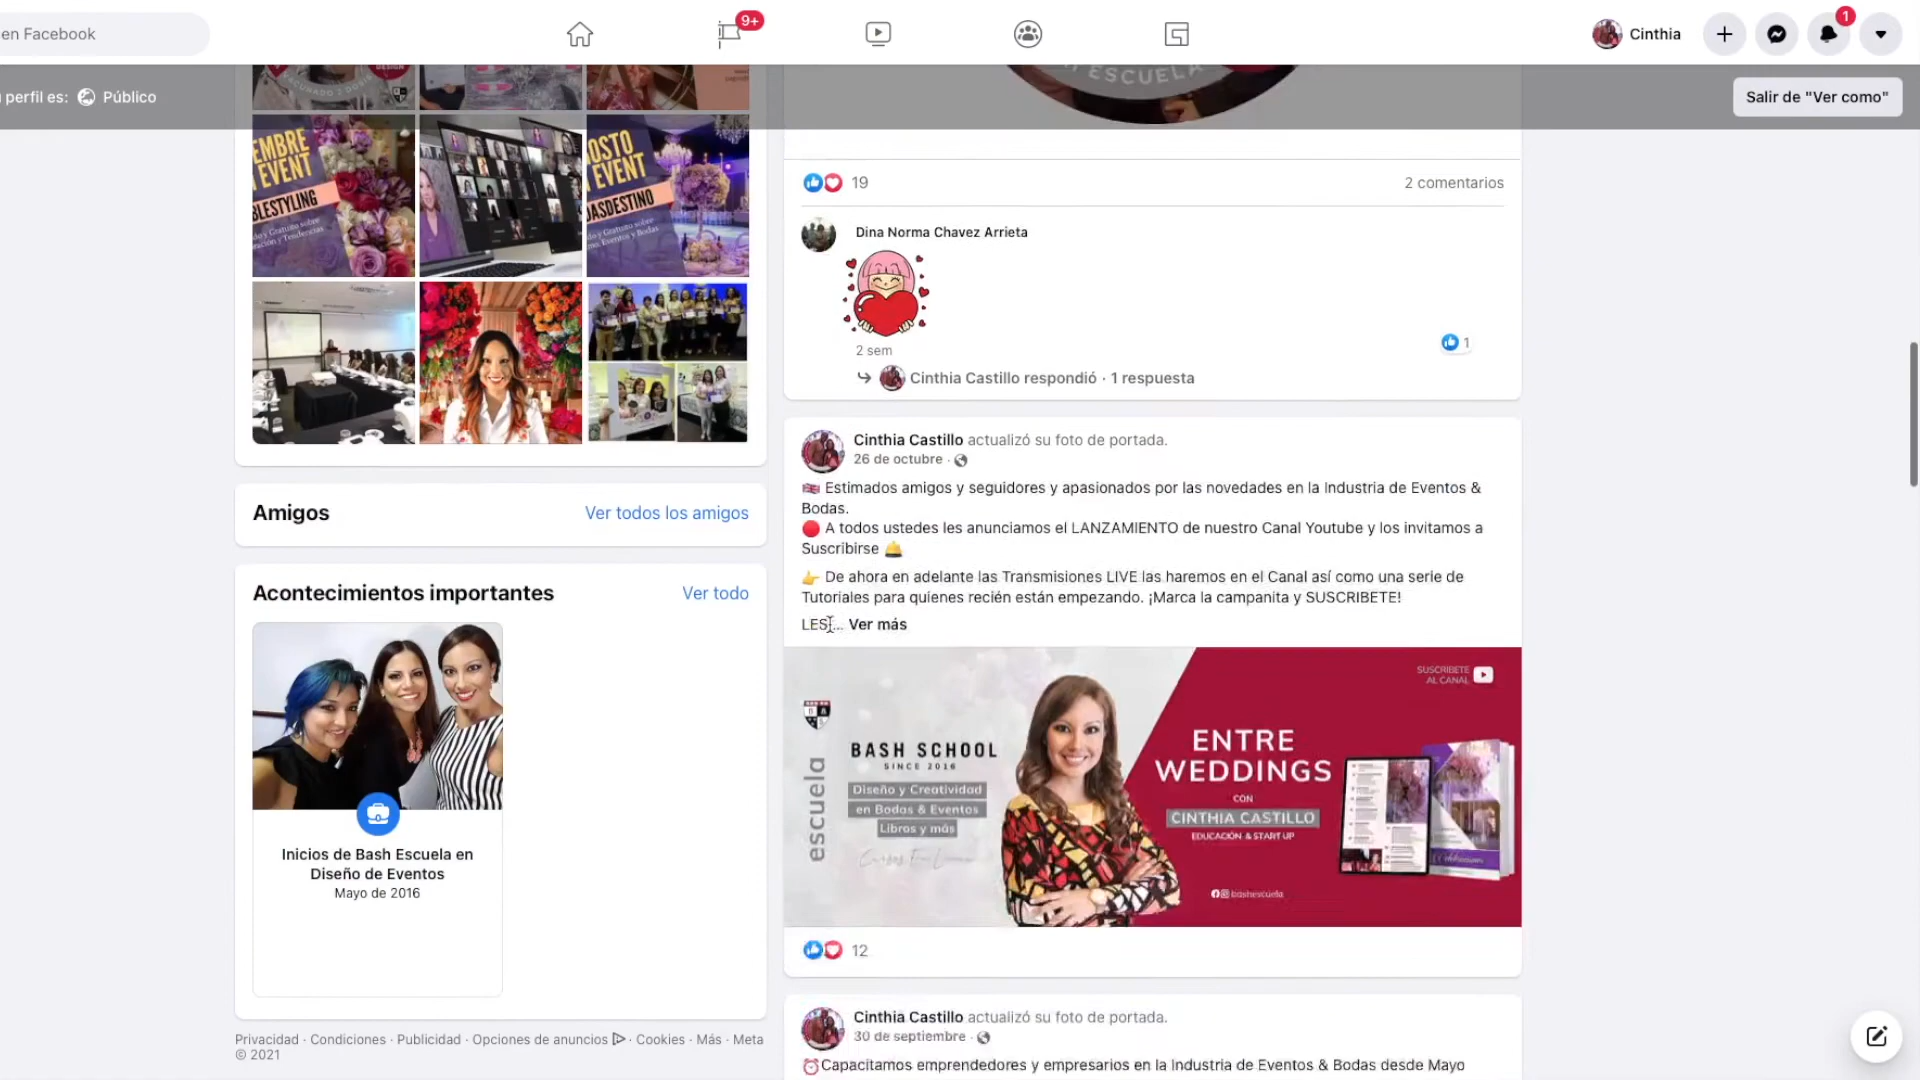 en Facebook
9+
Cinthia
1
perfil es: Público
Salir de "Ver como"
ESCUELA
DESIGN
EMBRE
EVENT
BLESTYLING
OSTO
EVENT
DASDESTINO
19
2 comentarios
Dina Norma Chavez Arrieta
2 sem
1
Cinthia Castillo respondió · 1 respuesta
Amigos
Ver todos los amigos
Acontecimientos importantes
Ver todo
Inicios de Bash Escuela en
Diseño de Eventos
Mayo de 2016
Privacidad · Condiciones · Publicidad · Opciones de anuncios · Cookies · Más · Meta
© 2021
Cinthia Castillo actualizó su foto de portada.
26 de octubre ·
Estimados amigos y seguidores y apasionados por las novedades en la Industria de Eventos &
Bodas.
A todos ustedes les anunciamos el LANZAMIENTO de nuestro Canal Youtube y los invitamos a
Suscribirse
De ahora en adelante las Transmisiones LIVE las haremos en el Canal así como una serie de
Tutoriales para quienes recién están empezando. ¡Marca la campanita y SUSCRIBETE!
LES... Ver más
SUSCRIBETE
AL CANAL
escuela
BASH SCHOOL
SINCE 2016
Diseño y Creatividad
en Bodas & Eventos
Libros y más
ENTRE
WEDDINGS
CON
CINTHIA CASTILLO
EDUCACIÓN & START UP
bashescuela
12
Cinthia Castillo actualizó su foto de portada.
30 de septiembre ·
Capacitamos emprendedores y empresarios en la Industria de Eventos & Bodas desde Mayo